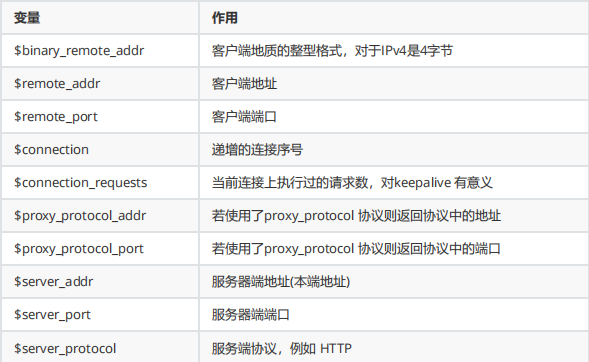 变量 作用
$binary_remote_addr 客户端地质的整型格式，对于IPv4是4字节
$remote_addr 客户端地址
$remote_port 客户端端口
$connection 递增的连接序号
$connection_requests 当前连接上执行过的请求数，对keepalive 有意义
$proxy_protocol_addr 若使用了proxy_protocol 协议则返回协议中的地址
$proxy_protocol_port 若使用了proxy_protocol 协议则返回协议中的端口
$server_addr 服务器端地址(本端地址)
$server_port 服务器端端口
$server_protocol 服务端协议，例如 HTTP